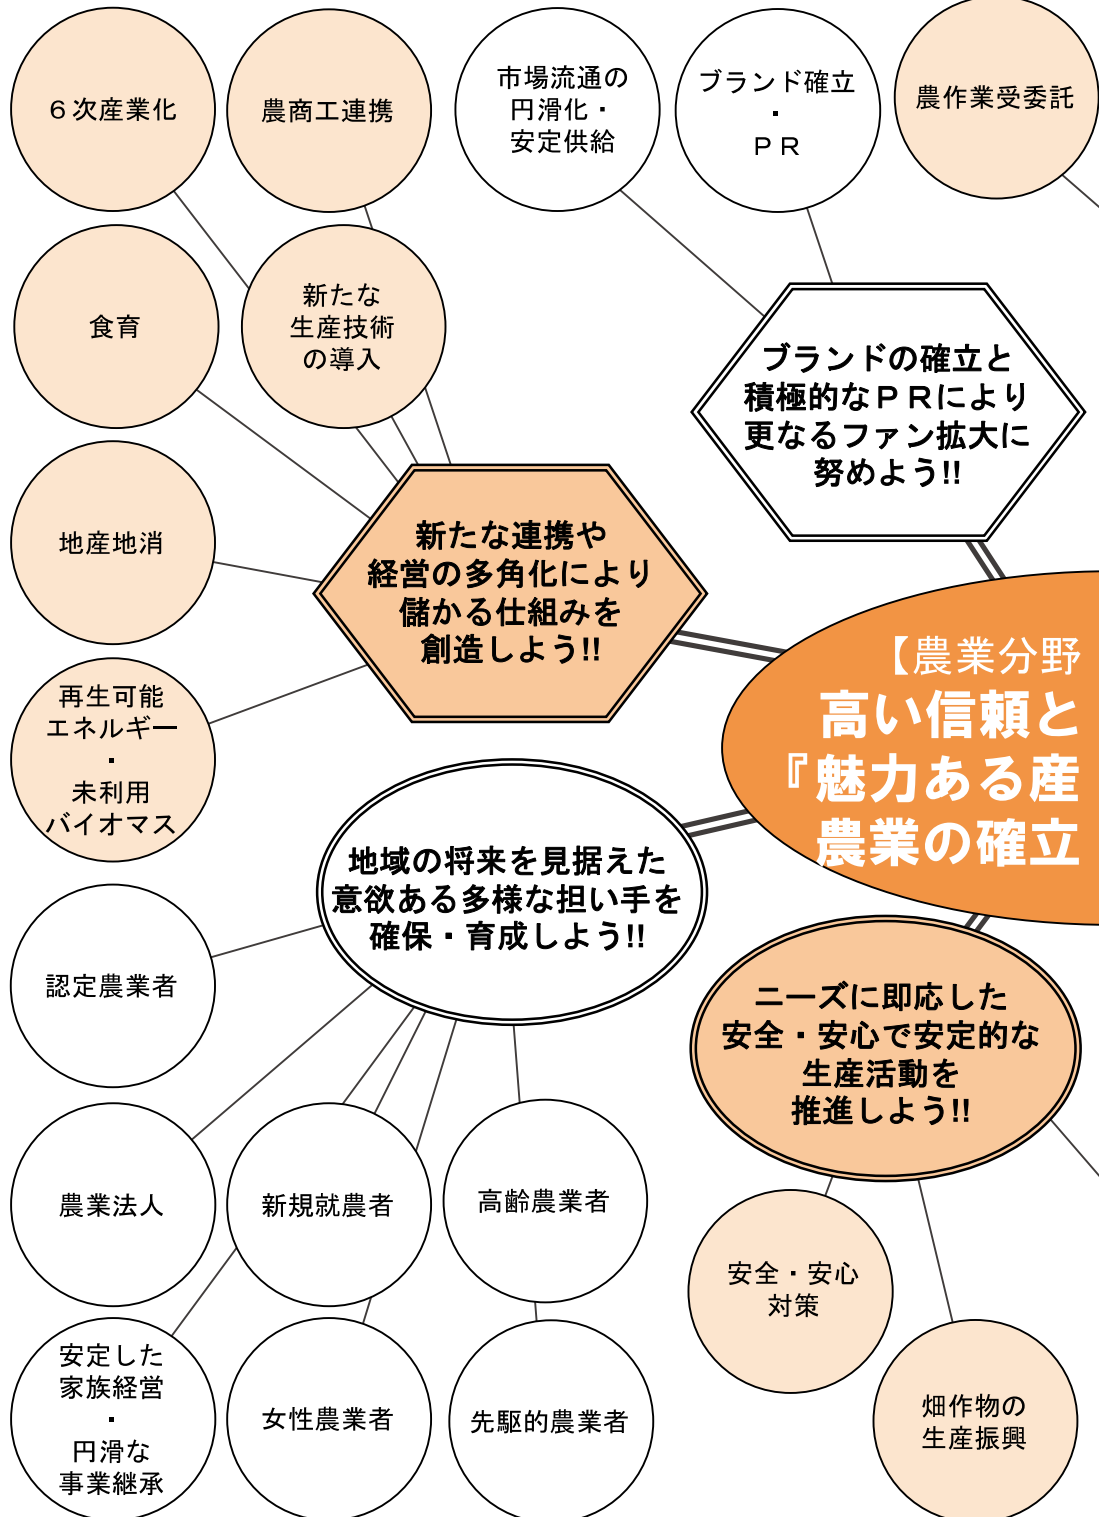 ６次産業化
農商工連携
市場流通の
円滑化・
安定供給
ブランド確立
・
ＰＲ
農作業受委託
食育
新たな
生産技術
の導入
ブランドの確立と
積極的なＰＲにより
更なるファン拡大に
努めよう!!
地産地消
新たな連携や
経営の多角化により
儲かる仕組みを
創造しよう!!
再生可能
エネルギー
・
未利用
バイオマス
【農業分野
高い信頼と
『魅力ある産
農業の確立
地域の将来を見据えた
意欲ある多様な担い手を
確保・育成しよう!!
認定農業者
ニーズに即応した
安全・安心で安定的な
生産活動を
推進しよう!!
農業法人
新規就農者
高齢農業者
安全・安心
対策
安定した
家族経営
・
円滑な
事業継承
女性農業者
先駆的農業者
畑作物の
生産振興